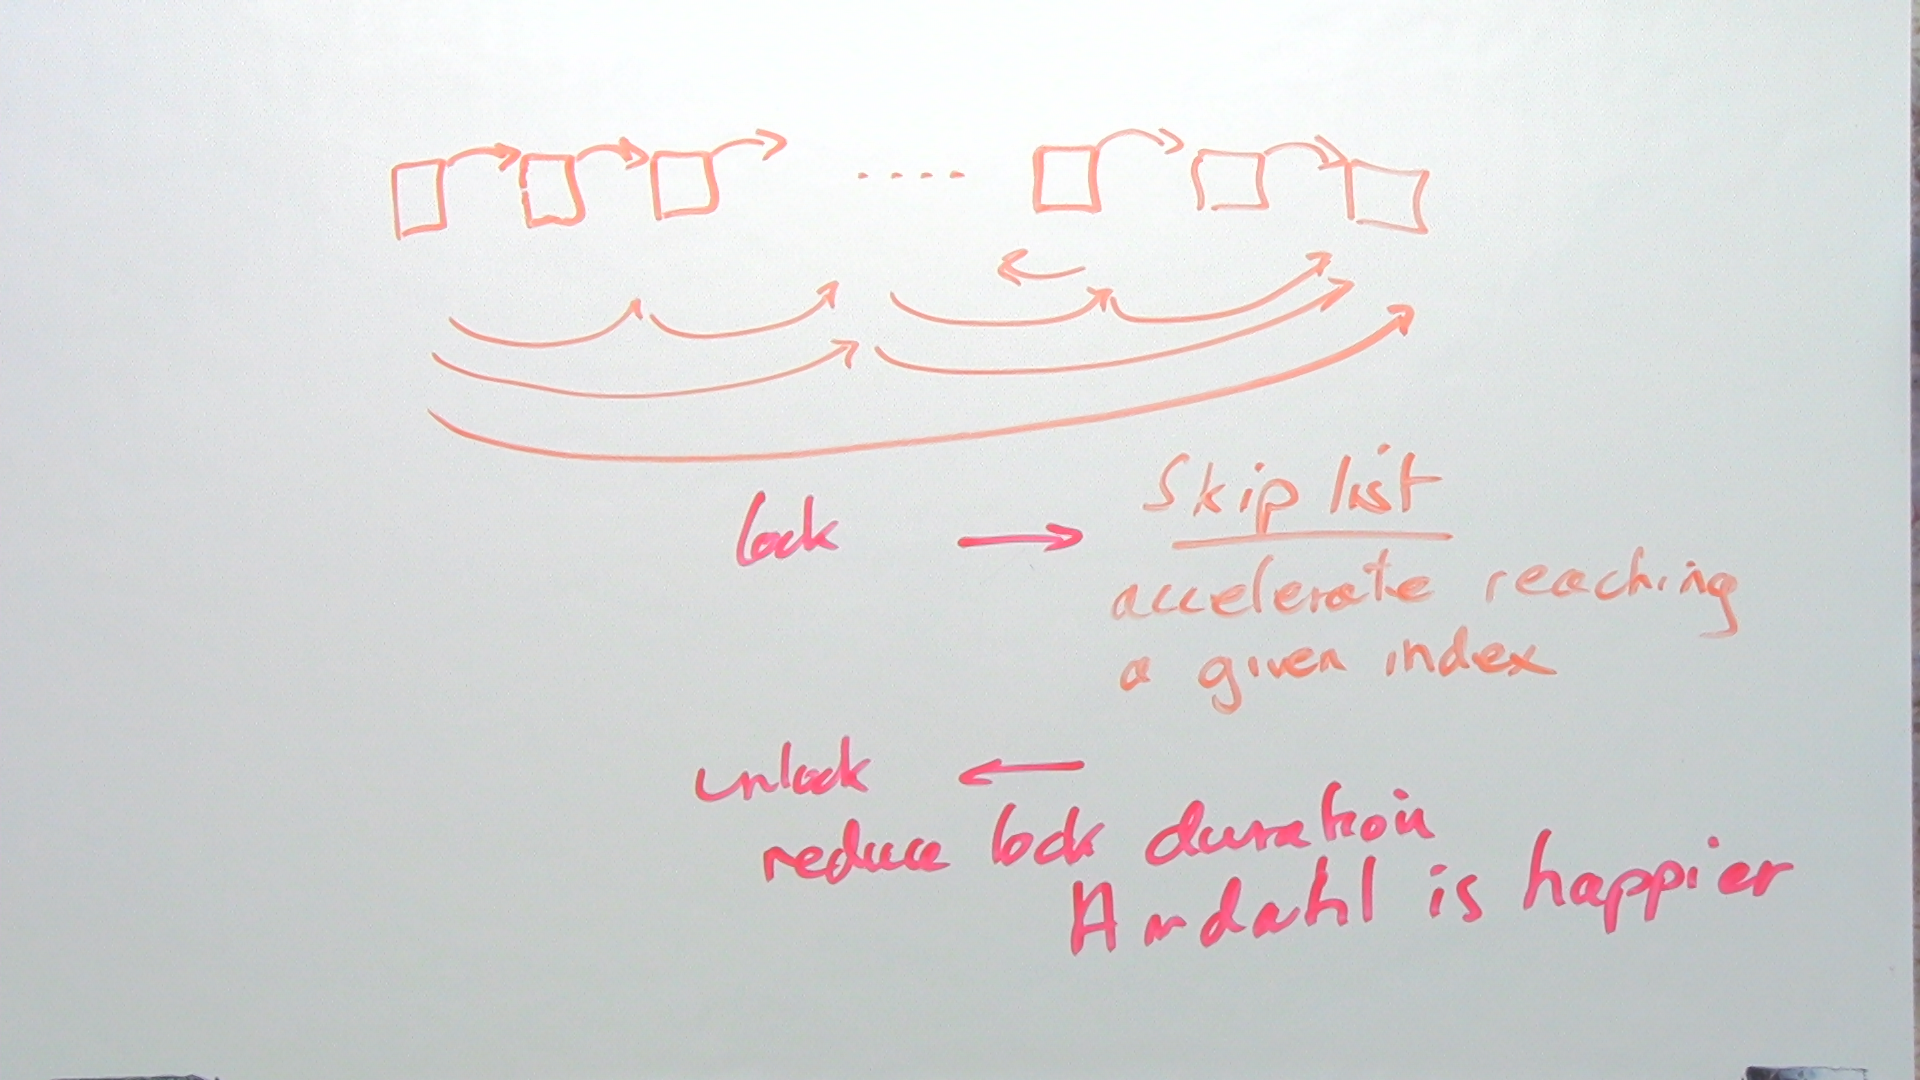 ....
lock → Skip list
accelerate reaching
a given index
unlock ←
reduce lock duration
Amdahl is happier